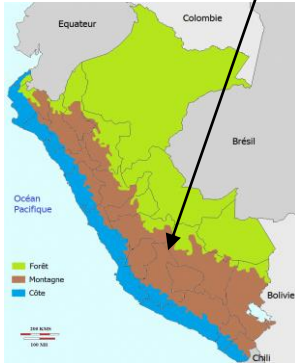 Equateur
Colombie
Brésil
Océan
Pacifique
Forêt
Montagne
Côte
Bolivie
Chili